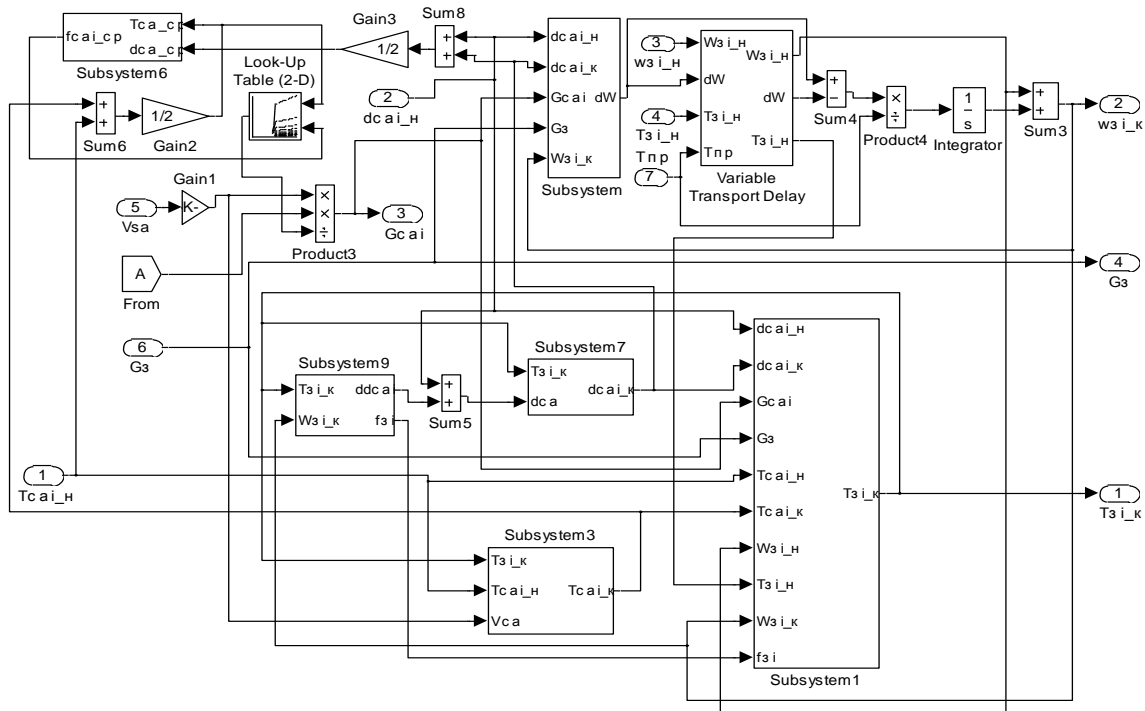 Tca_cp
fcai_cp
dca_cp
Subsystem6
Gain3
1/2
Sum8
+
+
Look-Up
Table (2-D)
+
+
Sum6
1/2
Gain2
2
dcai_н
dcai_н
dcai_к
Gcai
dW
Gз
Wзi_к
Subsystem
3
wзi_н
4
Tзi_н
Tпр
7
Wзi_н
Wзi_н
dW
dW
Tзi_н
Tзi_н
Tпр
Variable
Transport Delay
+
−
Sum4
×
÷
Product4
1
s
Integrator
+
+
Sum3
2
wзi_к
Gain1
5
K-
Vsa
×
×
÷
Product3
3
Gcai
A
From
4
Gз
6
Gз
Subsystem9
Tзi_к
ddca
Wзi_к
fзi
+
+
Sum5
Subsystem7
Tзi_к
dcai_к
dca
dcai_н
dcai_к
Gcai
Gз
Tcai_н
Tзi_к
Tcai_к
Wзi_н
Tзi_н
Wзi_к
fзi
Subsystem1
1
Tcai_н
1
Tзi_к
Subsystem3
Tзi_к
Tcai_н
Tcai_к
Vca